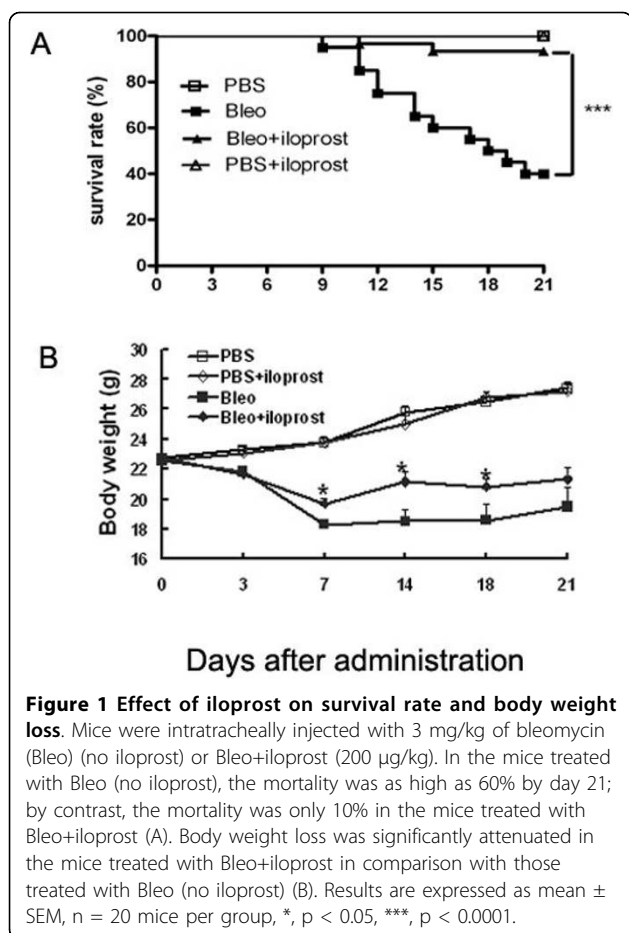 A
survival rate (%)
100
80
60
40
20
0
PBS
Bleo
Bleo+iloprost
PBS+iloprost
***
0 3 6 9 12 15 18 21
B
Body weight (g)
30
28
26
24
22
20
18
16
PBS
PBS+iloprost
Bleo
Bleo+iloprost
* * *
0 3 7 14 18 21
Days after administration
Figure 1 Effect of iloprost on survival rate and body weight
loss. Mice were intratracheally injected with 3 mg/kg of bleomycin
(Bleo) (no iloprost) or Bleo+iloprost (200 μg/kg). In the mice treated
with Bleo (no iloprost), the mortality was as high as 60% by day 21;
by contrast, the mortality was only 10% in the mice treated with
Bleo+iloprost (A). Body weight loss was significantly attenuated in
the mice treated with Bleo+iloprost in comparison with those
treated with Bleo (no iloprost) (B). Results are expressed as mean ±
SEM, n = 20 mice per group, *, p < 0.05, ***, p < 0.0001.